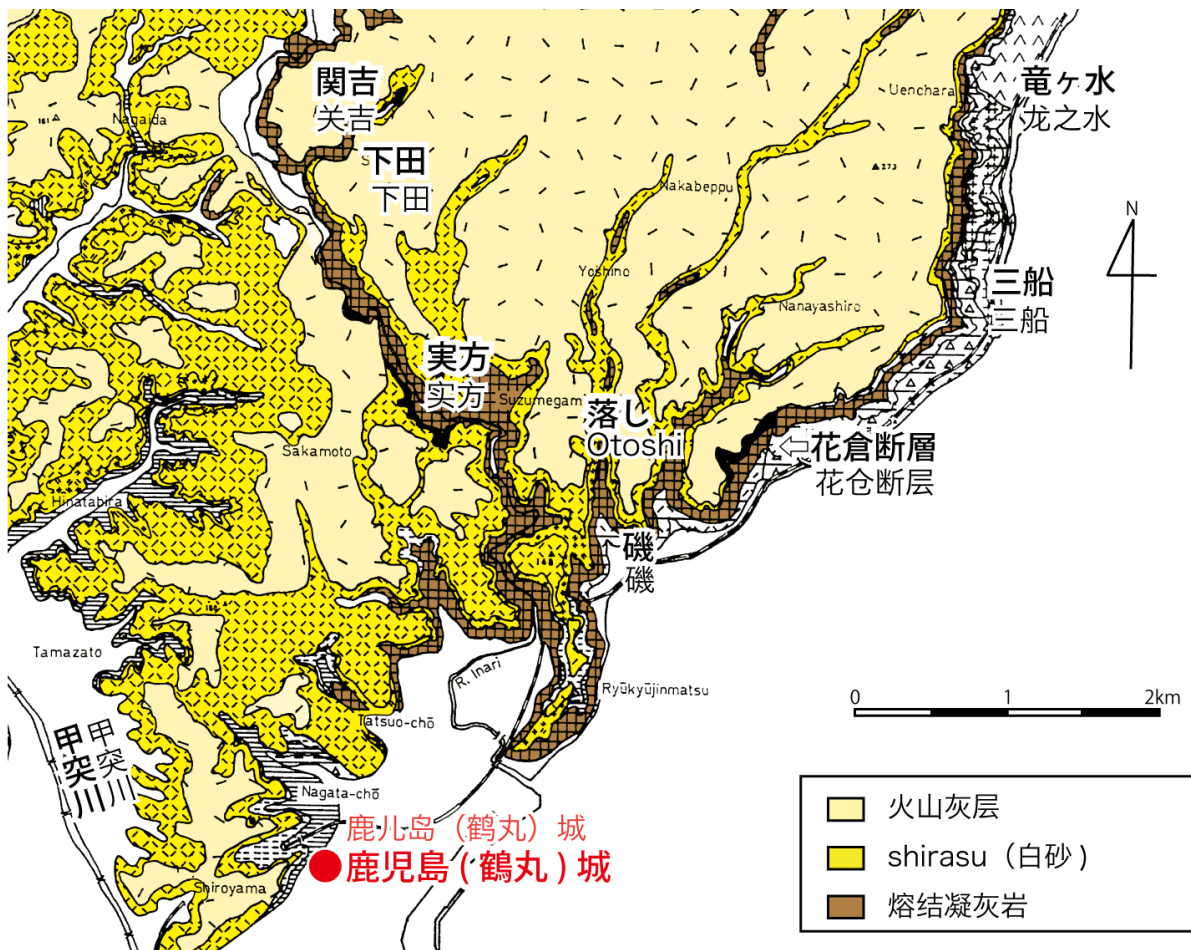 関吉
关吉
竜ヶ水
龙之水
Uenchara
Nagaida
161
下田
下田
273
Nakabeppu
N
Yoshino
三船
三船
Nanayashiro
実方
实方
Suzumegam
落し
Otoshi
花倉断層
花仓断层
Sakamoto
Hinatabira
磯
磯
Tamazato
R. Inari
Ryūkyūjinmatsu
0 1 2km
Tatsuo-chō
甲突川
甲突川
Nagata-chō
鹿儿岛（鹤丸）城
鹿児島(鶴丸)城
Shiroyama
火山灰层
shirasu（白砂）
熔结凝灰岩